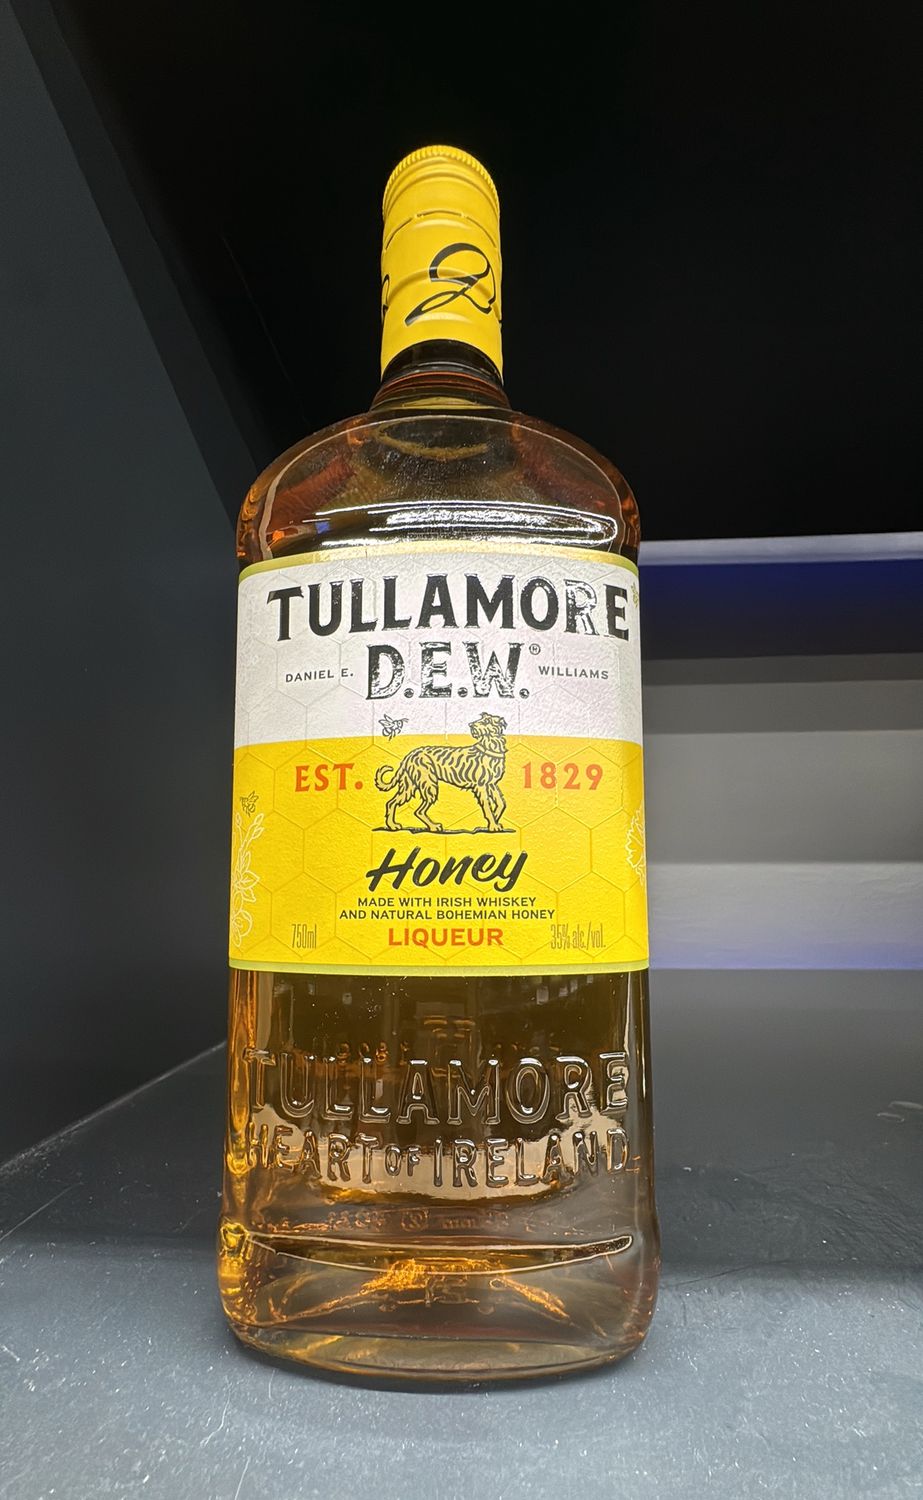 D
TULLAMORE
DANIEL E. D.E.W.® WILLIAMS
EST. 1829
Honey
MADE WITH IRISH WHISKEY
AND NATURAL BOHEMIAN HONEY
750ml LIQUEUR 35% alc./vol.
TULLAMORE
HEART OF IRELAND